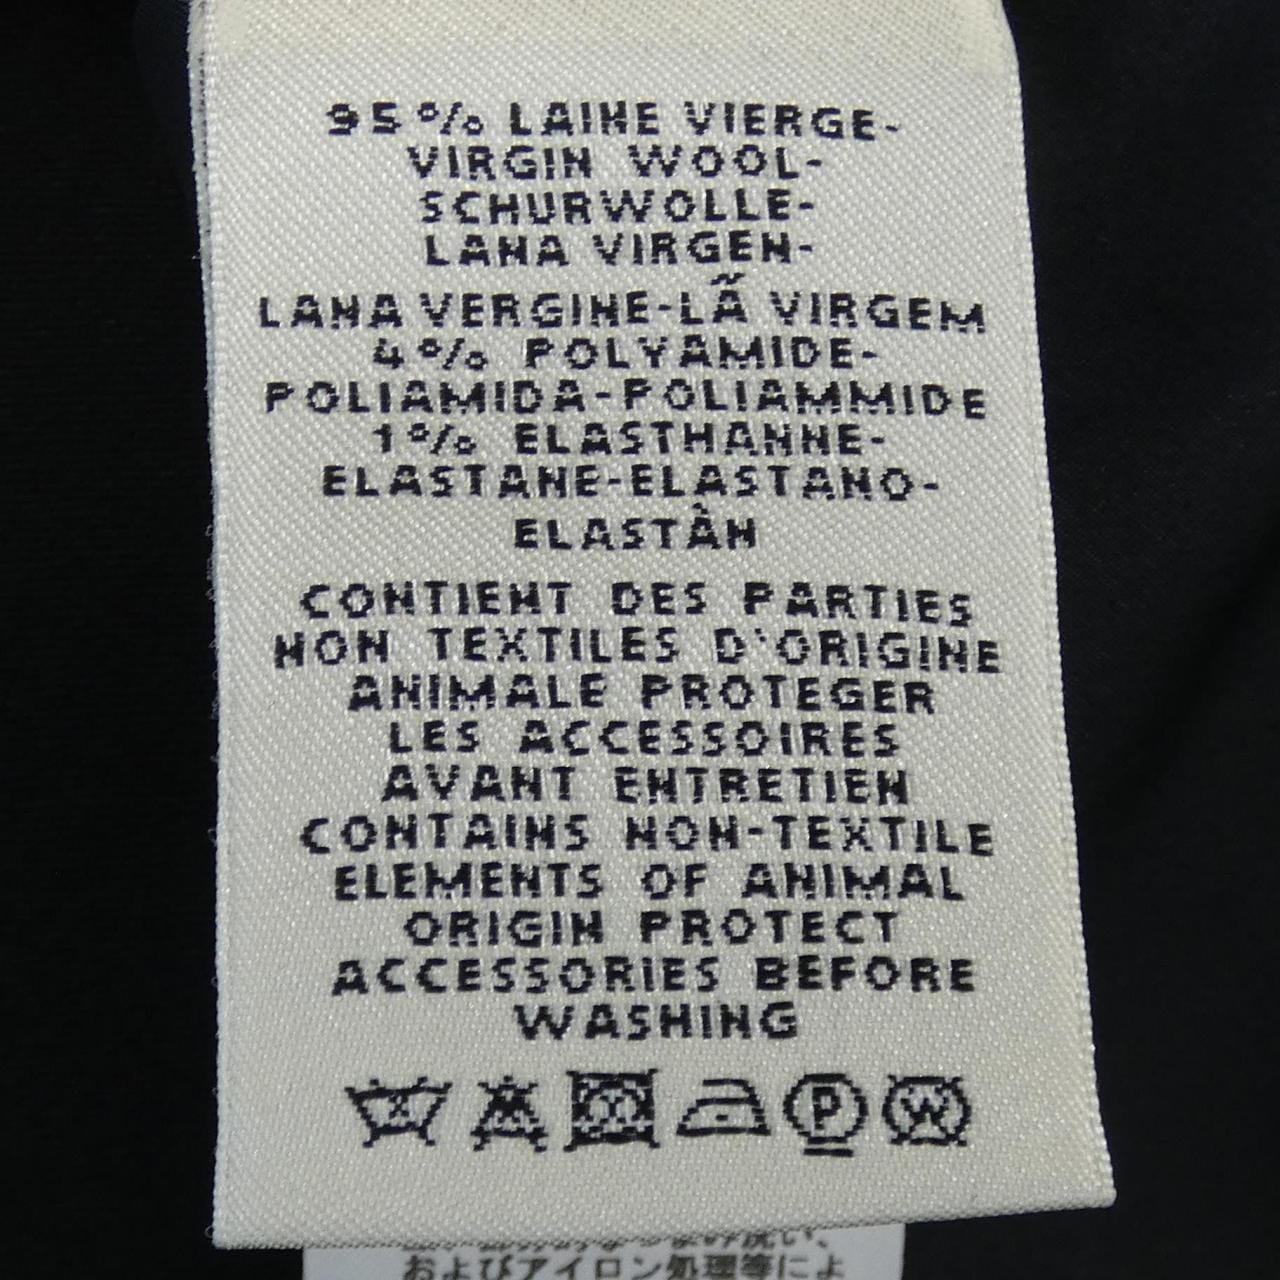 95% LAINE VIERGE-
VIRGIN WOOL-
SCHURWOLLE-
LANA VIRGEN-
LANA VERGINE-LÃ VIRGEM
4% POLYAMIDE-
POLIAMIDA-POLIAMMIDE
1% ELASTHANNE-
ELASTANE-ELASTANO-
ELASTÀN
CONTIENT DES PARTIES
NON TEXTILES D'ORIGINE
ANIMALE PROTEGER
LES ACCESSOIRES
AVANT ENTRETIEN
CONTAINS NON-TEXTILE
ELEMENTS OF ANIMAL
ORIGIN PROTECT
ACCESSORIES BEFORE
WASHING
P W
およびアイロン処理等によ